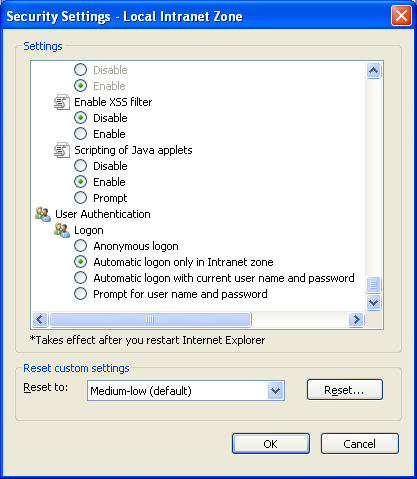 Security Settings - Local Intranet Zone
Settings
Disable
Enable
Enable XSS filter
Disable
Enable
Scripting of Java applets
Disable
Enable
Prompt
User Authentication
Logon
Anonymous logon
Automatic logon only in Intranet zone
Automatic logon with current user name and password
Prompt for user name and password
*Takes effect after you restart Internet Explorer
Reset custom settings
Reset to: Medium-low (default) Reset...
OK Cancel